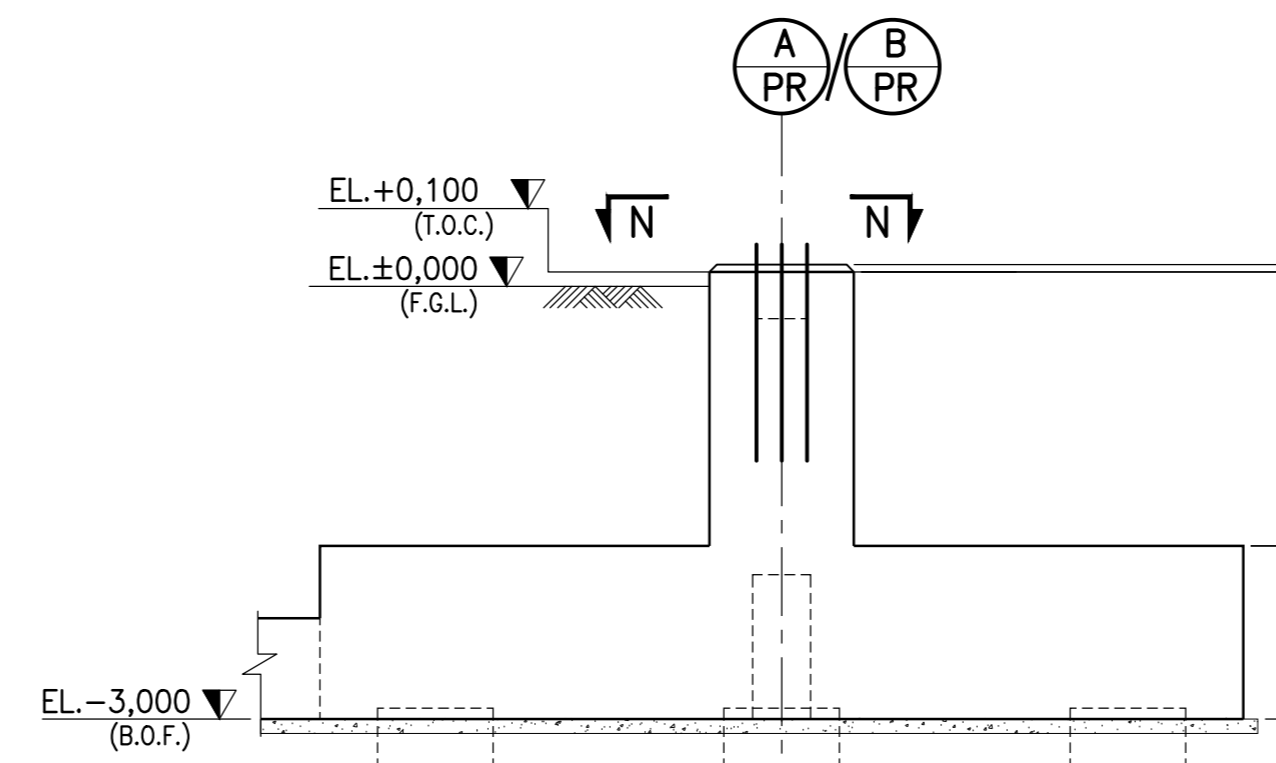 A B
PR / PR
EL.+0,100
(T.O.C.)
N N
EL.±0,000
(F.G.L.)
EL.−3,000
(B.O.F.)